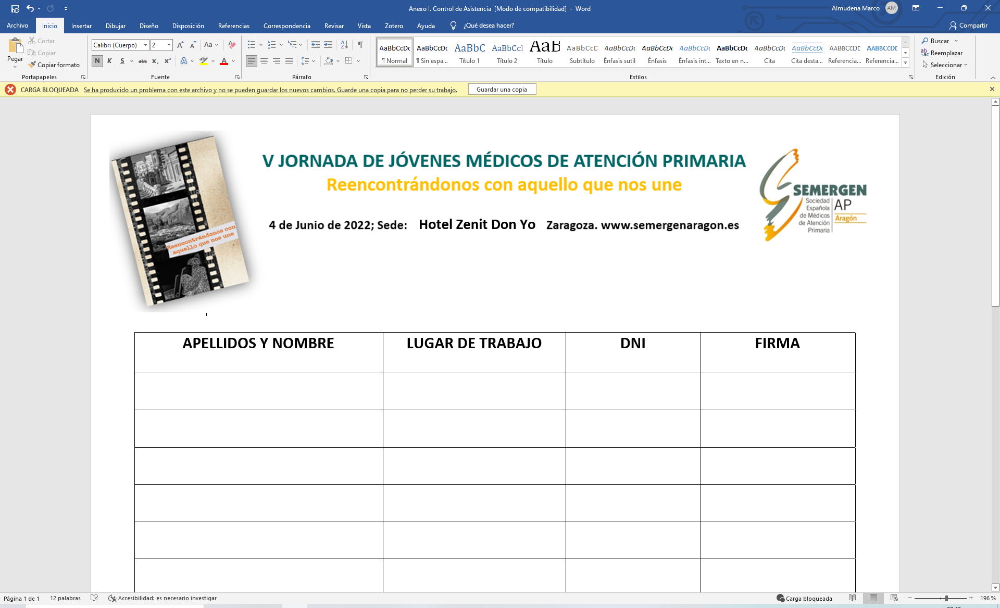 Anexo I. Control de Asistencia [Modo de compatibilidad] - Word
Almudena Marco AM
Archivo Inicio Insertar Dibujar Diseño Disposición Referencias Correspondencia Revisar Vista Zotero Ayuda ¿Qué desea hacer? Compartir
Pegar
Cortar
Copiar
Copiar formato
Portapapeles
Calibri (Cuerpo) 2
Fuente
Párrafo
AaBbCcDc AaBbCcDc AaBbC AaBbCcI AaB AaBbCcD AaBbCcDc AaBbCcDc AaBbCcDc AaBbCcDc AaBbCcDc AaBbCcDc AABBCCDE AABBCCDE
¶ Normal ¶ Sin espa... Título 1 Título 2 Título Subtítulo Énfasis sutil Énfasis Énfasis int... Texto en n... Cita Cita desta... Referencia... Referencia...
Estilos
Buscar
Reemplazar
Seleccionar
Edición
CARGA BLOQUEADA Se ha producido un problema con este archivo y no se pueden guardar los nuevos cambios. Guarde una copia para no perder su trabajo. Guardar una copia
V JORNADA DE JÓVENES MÉDICOS DE ATENCIÓN PRIMARIA
Reencontrándonos con aquello que nos une
4 de Junio de 2022; Sede: Hotel Zenit Don Yo Zaragoza. www.semergenaragon.es
Reencontrándonos con
aquello que nos une
SEMERGEN
Sociedad
Española
de Médicos
de Atención
Primaria
AP
Aragón
APELLIDOS Y NOMBRE LUGAR DE TRABAJO DNI FIRMA
Página 1 de 1 12 palabras Accesibilidad: es necesario investigar Carga bloqueada 196 %